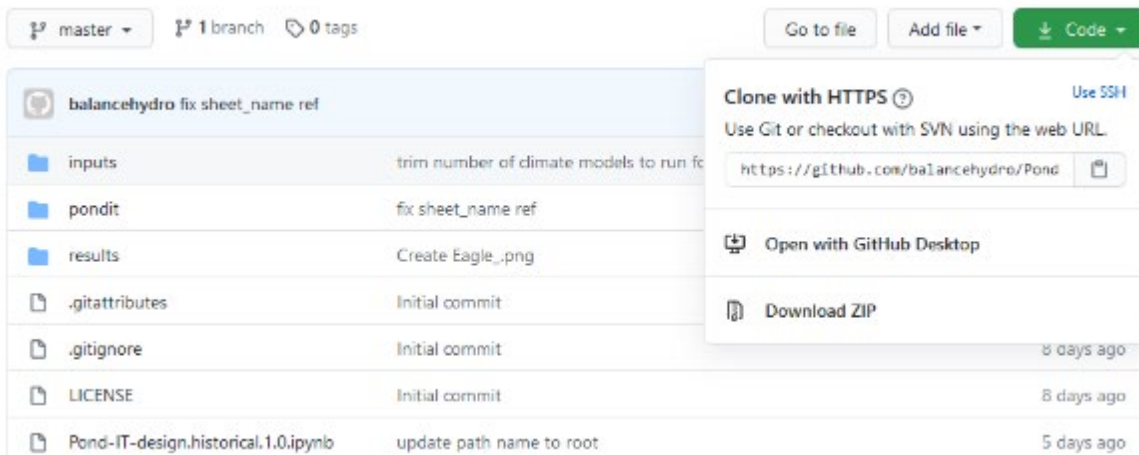 master 1 branch 0 tags Go to file Add file Code
balancehydro fix sheet_name ref
Clone with HTTPS Use SSH
Use Git or checkout with SVN using the web URL.
https://github.com/balancehydro/Pond
Open with GitHub Desktop
Download ZIP
inputs trim number of climate models to run fo
pondit fix sheet_name ref
results Create Eagle_.png
.gitattributes Initial commit
.gitignore Initial commit 8 days ago
LICENSE Initial commit 8 days ago
Pond-IT-design.historical.1.0.ipynb update path name to root 5 days ago